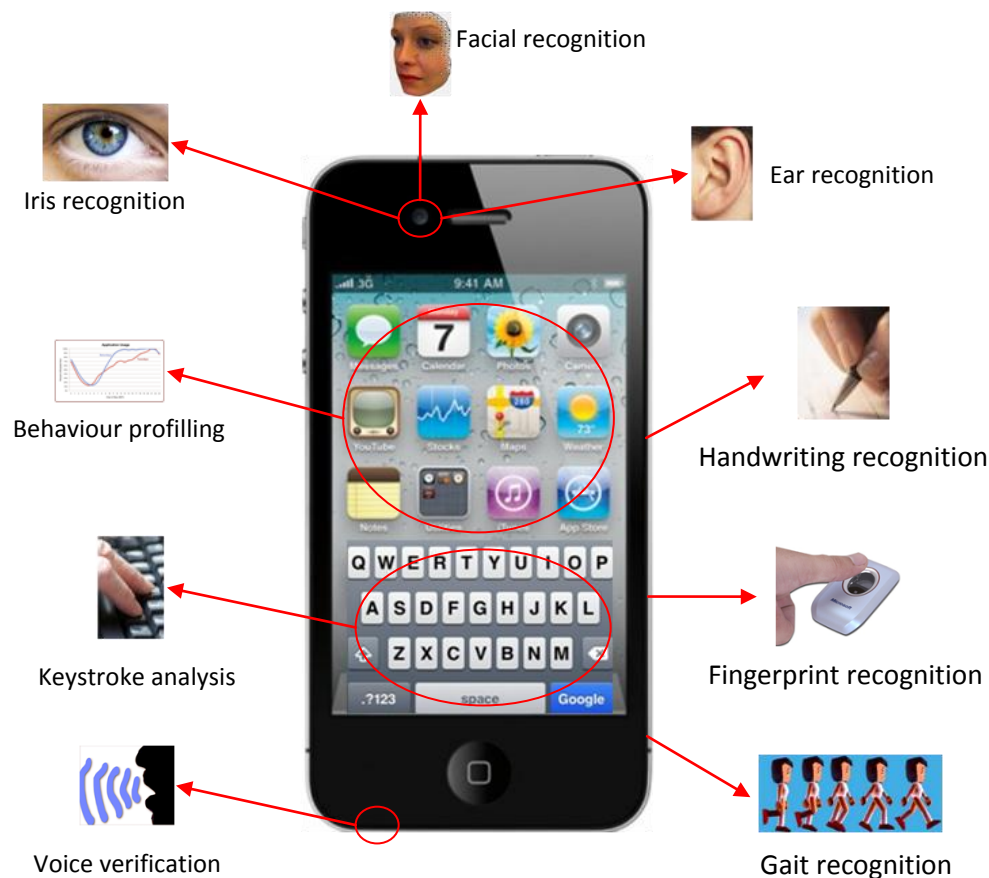 Facial recognition
Iris recognition
Ear recognition
3G 9:41 AM
7
Messages Calendar Photos Camera
280
73°
YouTube Stocks Maps Weather
Notes iTunes App Store
Behaviour profilling
Handwriting recognition
Q W E R T Y U I O P
A S D F G H J K L
Z X C V B N M
.?123 space Google
Keystroke analysis
Fingerprint recognition
Voice verification
Gait recognition